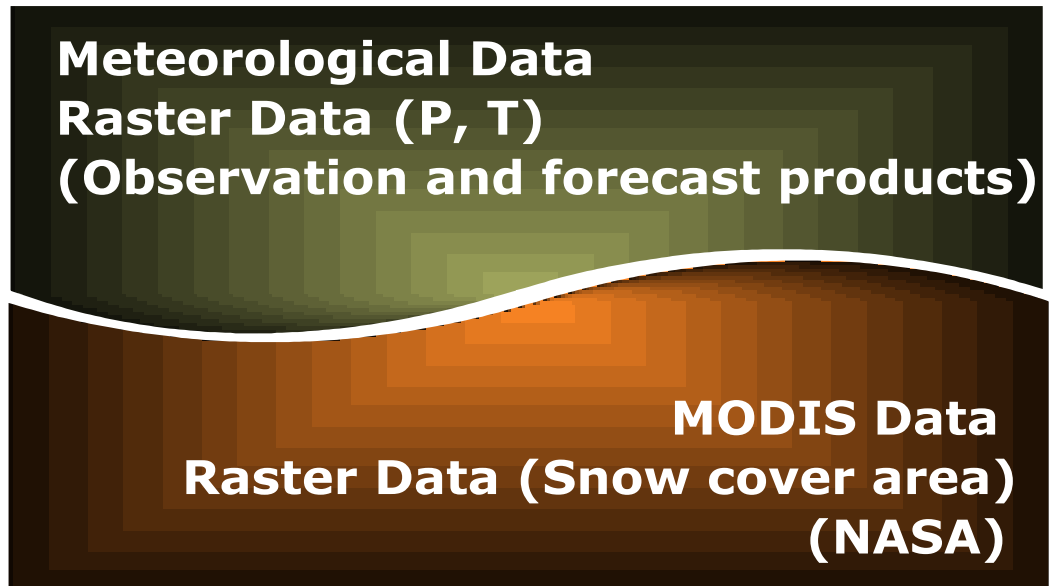 Meteorological Data
Raster Data (P, T)
(Observation and forecast products)
MODIS Data
Raster Data (Snow cover area)
(NASA)